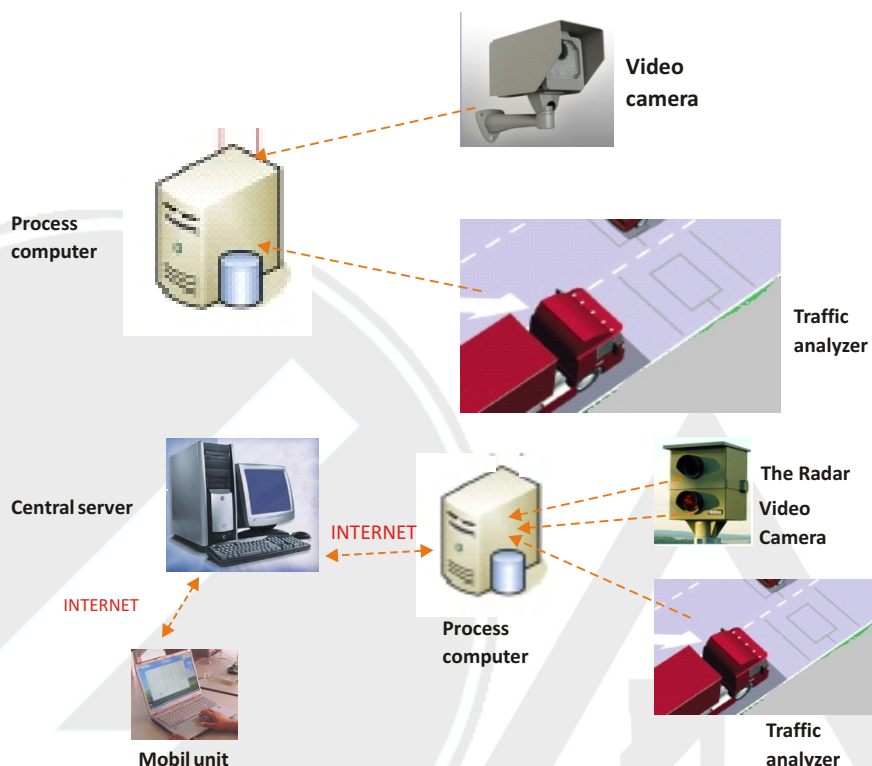 Video
camera
Process
computer
Traffic
analyzer
The Radar
Central server
Video
INTERNET
Camera
INTERNET
Process
computer
Traffic
Mobil unit
analyzer